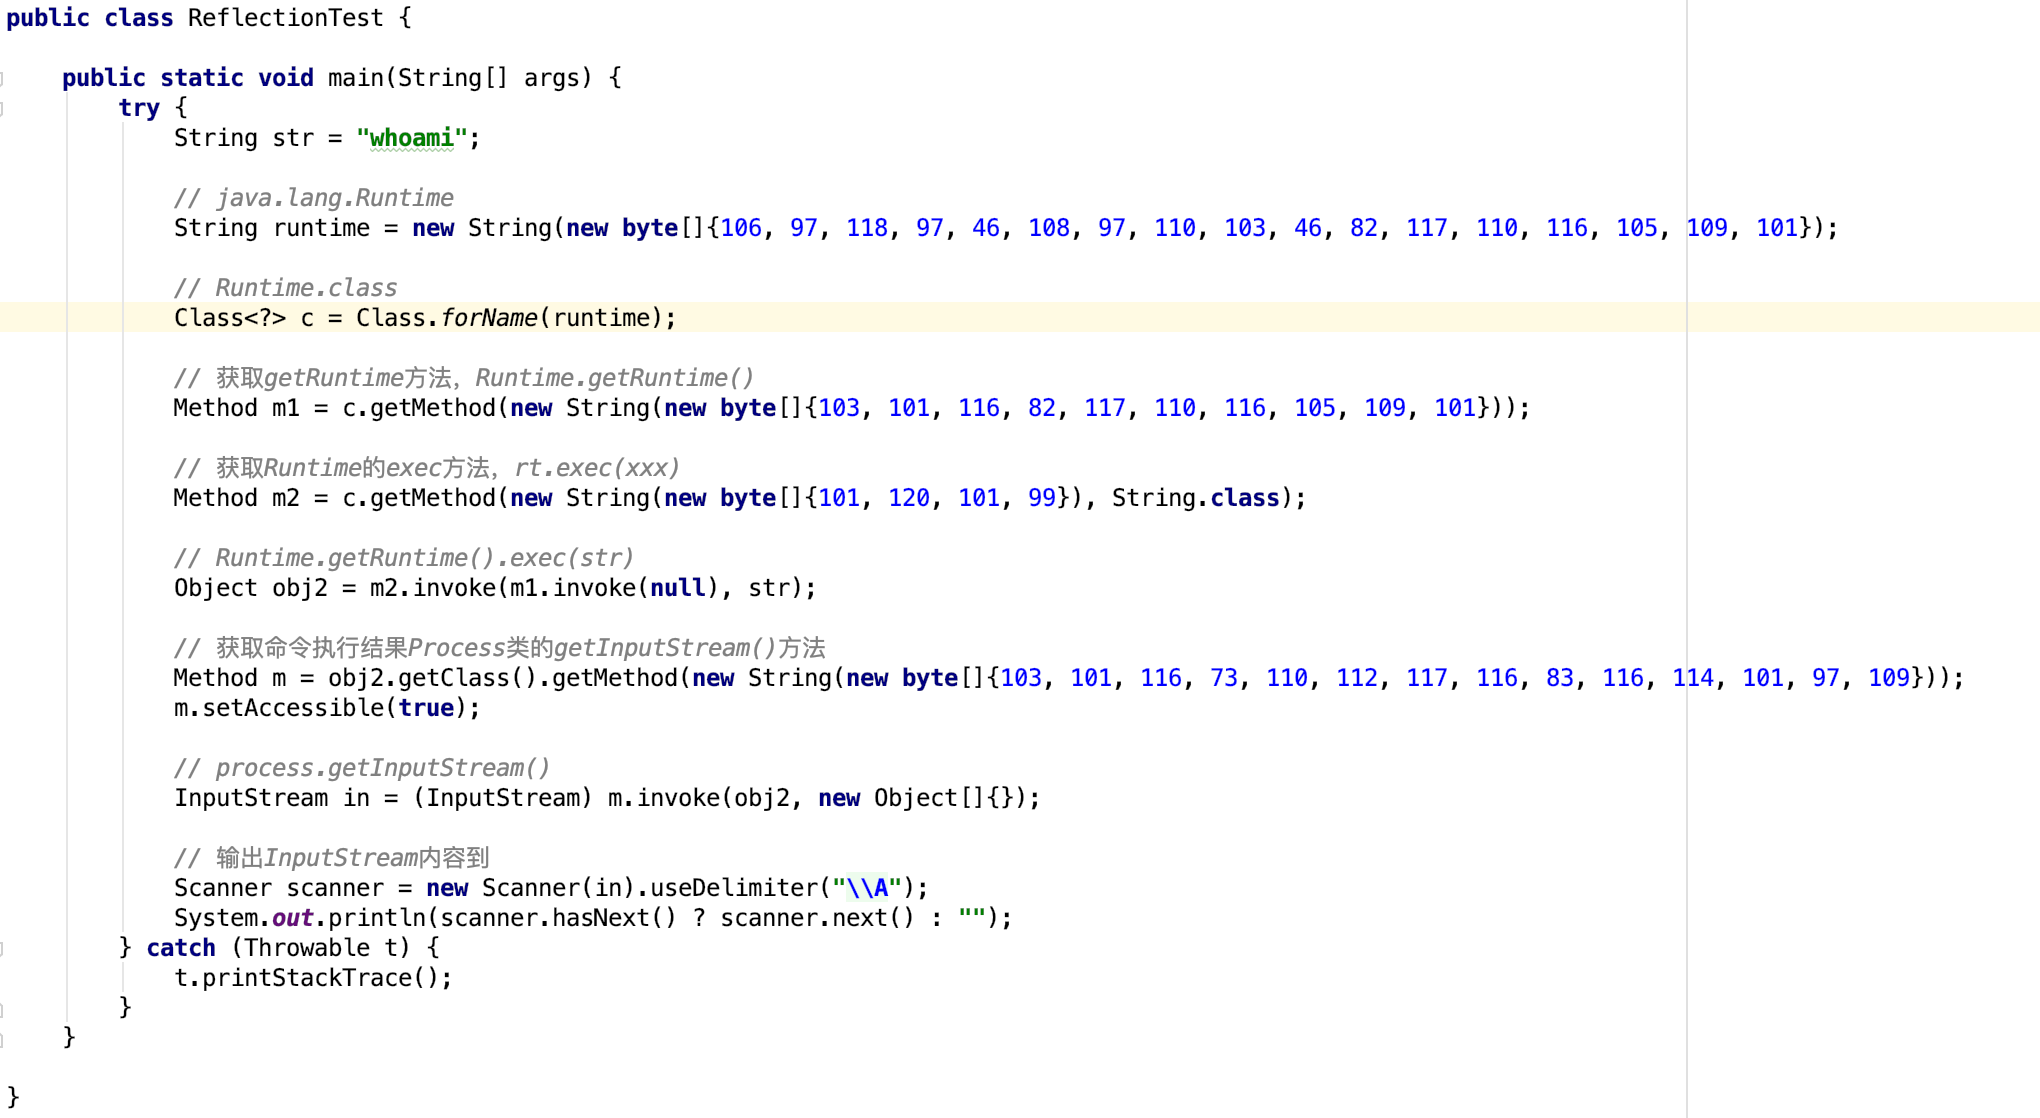 public class ReflectionTest {
public static void main(String[] args) {
try {
String str = "whoami";
// java.lang.Runtime
String runtime = new String(new byte[]{106, 97, 118, 97, 46, 108, 97, 110, 103, 46, 82, 117, 110, 116, 105, 109, 101});
// Runtime.class
Class<?> c = Class.forName(runtime);
// 获取getRuntime方法，Runtime.getRuntime()
Method m1 = c.getMethod(new String(new byte[]{103, 101, 116, 82, 117, 110, 116, 105, 109, 101}));
// 获取Runtime的exec方法，rt.exec(xxx)
Method m2 = c.getMethod(new String(new byte[]{101, 120, 101, 99}), String.class);
// Runtime.getRuntime().exec(str)
Object obj2 = m2.invoke(m1.invoke(null), str);
// 获取命令执行结果Process类的getInputStream()方法
Method m = obj2.getClass().getMethod(new String(new byte[]{103, 101, 116, 73, 110, 112, 117, 116, 83, 116, 114, 101, 97, 109}));
m.setAccessible(true);
// process.getInputStream()
InputStream in = (InputStream) m.invoke(obj2, new Object[]{});
// 输出InputStream内容到
Scanner scanner = new Scanner(in).useDelimiter("\\A");
System.out.println(scanner.hasNext() ? scanner.next() : "");
} catch (Throwable t) {
t.printStackTrace();
}
}
}